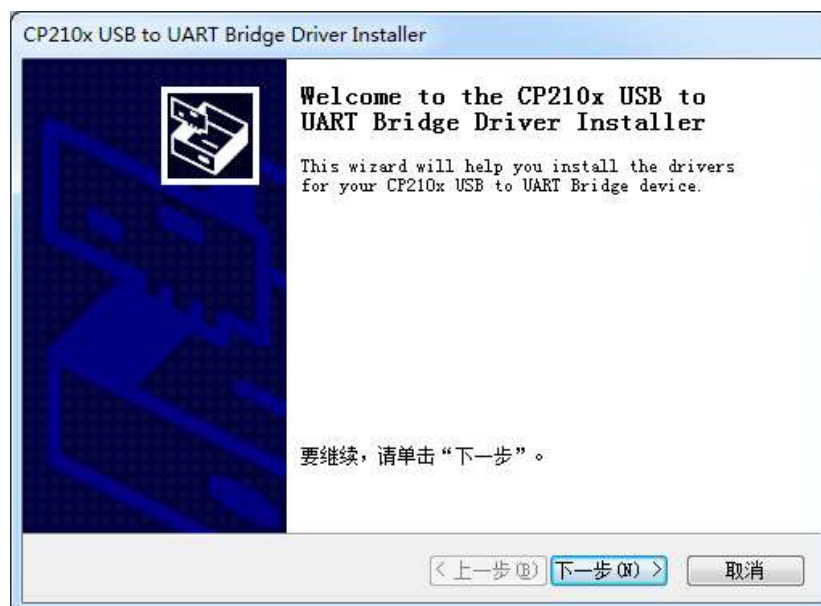 CP210x USB to UART Bridge Driver Installer
Welcome to the CP210x USB to
UART Bridge Driver Installer
This wizard will help you install the drivers
for your CP210x USB to UART Bridge device.
要继续，请单击“下一步”。
< 上一步(B) 下一步(N) > 取消